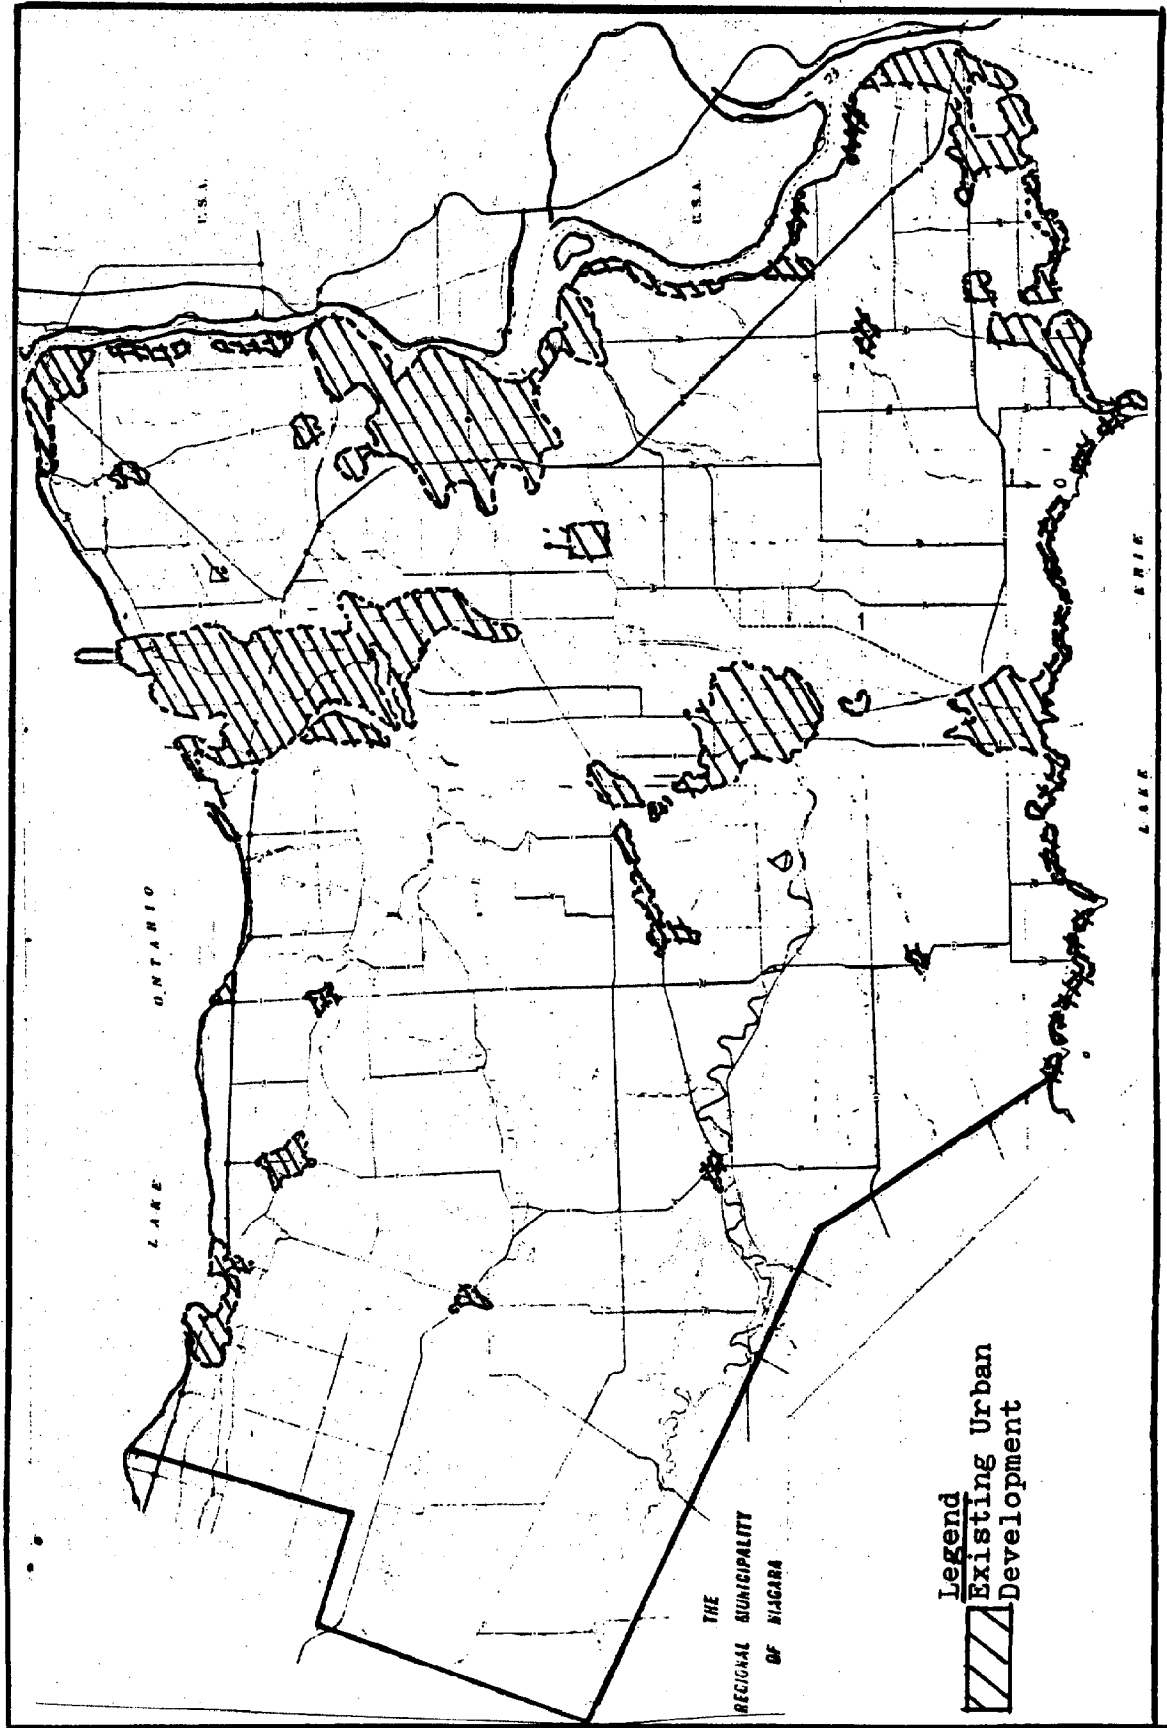 U.S.A.
U.S.A.
LAKE ONTARIO
LAKE ERIE
THE
REGIONAL MUNICIPALITY
OF NIAGARA
Legend
Existing Urban
Development